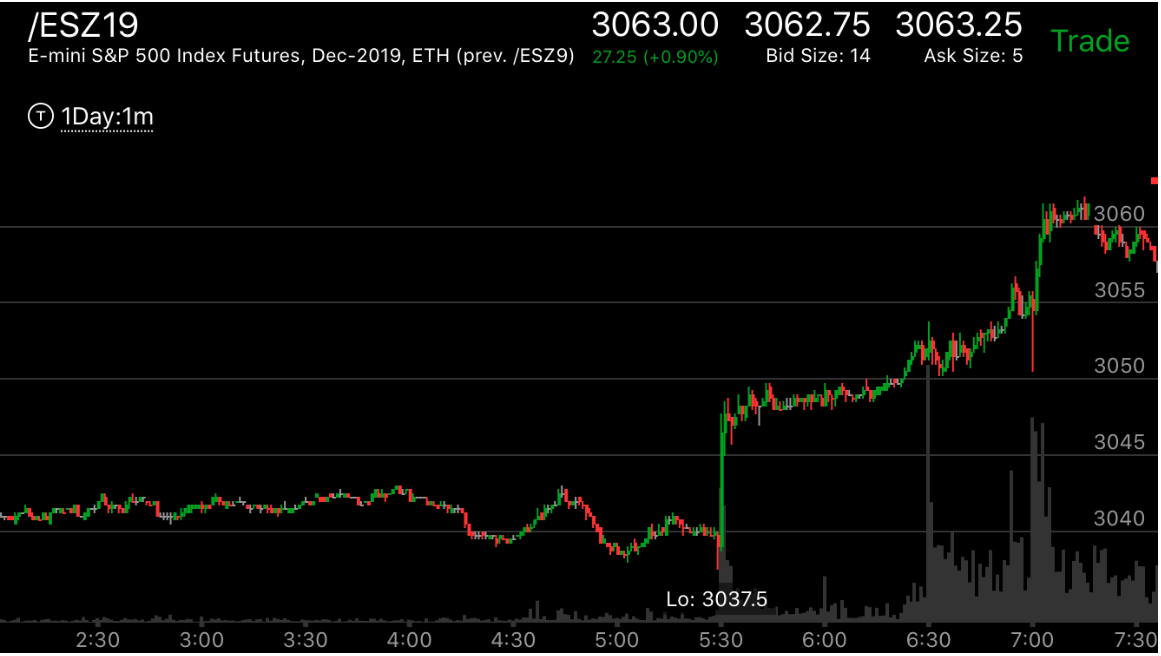 /ESZ19 3063.00 3062.75 3063.25 Trade
E-mini S&P 500 Index Futures, Dec-2019, ETH (prev. /ESZ9) 27.25 (+0.90%) Bid Size: 14 Ask Size: 5
T 1Day:1m
3060
3055
3050
3045
3040
Lo: 3037.5
2:30 3:00 3:30 4:00 4:30 5:00 5:30 6:00 6:30 7:00 7:30